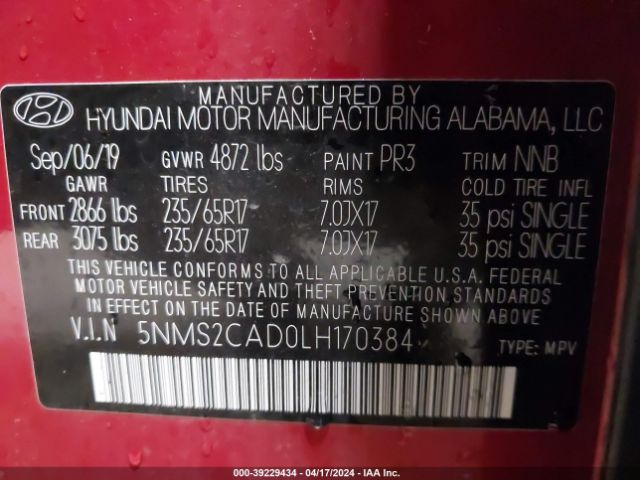 MANUFACTURED BY
HYUNDAI MOTOR MANUFACTURING ALABAMA, LLC
Sep/06/19 GVWR 4872 lbs PAINT PR3 TRIM NNB
GAWR TIRES RIMS COLD TIRE INFL
FRONT 2866 lbs 235/65R17 7.0JX17 35 psi SINGLE
REAR 3075 lbs 235/65R17 7.0JX17 35 psi SINGLE
THIS VEHICLE CONFORMS TO ALL APPLICABLE U.S.A. FEDERAL
MOTOR VEHICLE SAFETY AND THEFT PREVENTION STANDARDS
IN EFFECT ON THE DATE OF MANUFACTURE SHOWN ABOVE.
V.I.N 5NMS2CAD0LH170384 TYPE: MPV
000-39229434 - 04/17/2024 - IAA Inc.